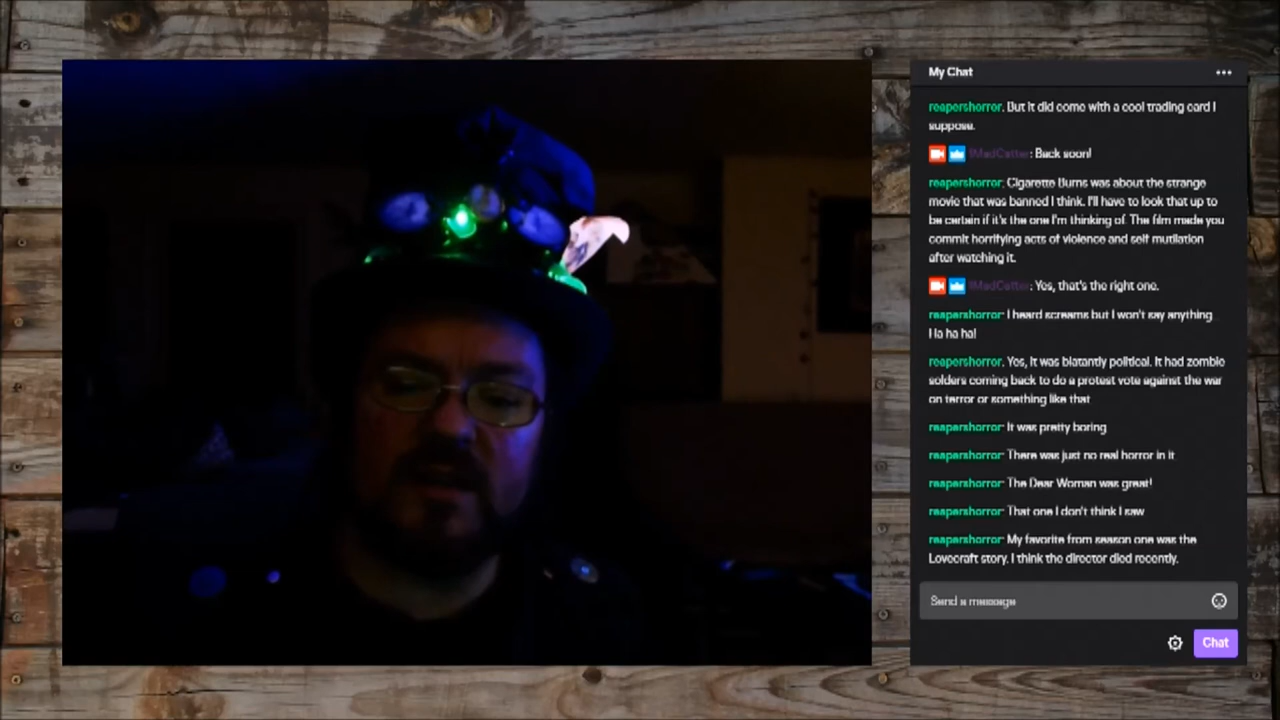 My Chat
reapershorror: But it did come with a cool trading card I
suppose.
!MadCatter: Back soon!
reapershorror: Cigarette Burns was about the strange
movie that was banned I think. I'll have to look that up to
be certain if it's the one I'm thinking of. The film made you
commit horrifying acts of violence and self mutilation
after watching it.
!MadCatter: Yes, that's the right one.
reapershorror: I heard screams but I won't say anything.
Ha ha ha!
reapershorror: Yes, it was blatantly political. It had zombie
solders coming back to do a protest vote against the war
on terror or something like that
reapershorror: It was pretty boring
reapershorror: There was just no real horror in it
reapershorror: The Dear Woman was great!
reapershorror: That one I don't think I saw
reapershorror: My favorite from season one was the
Lovecraft story. I think the director died recently.
Send a message
Chat